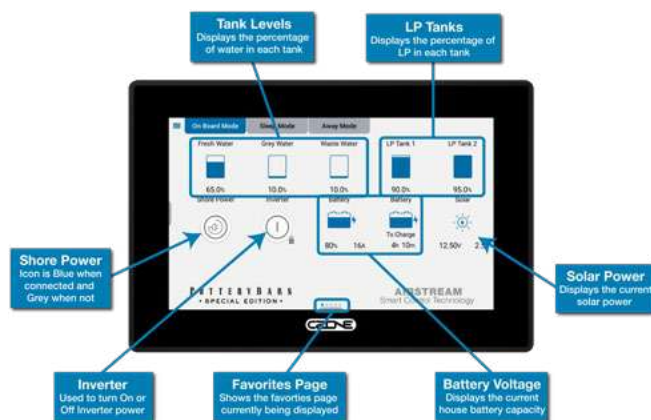 Tank Levels
Displays the percentage
of water in each tank
LP Tanks
Displays the percentage of
LP in each tank
On Board Mode
Sleep Mode
Away Mode
Fresh Water
Grey Water
Waste Water
LP Tank 1
LP Tank 2
65.0%
10.0%
10.0%
90.0%
95.0%
Shore Power
Inverter
Battery
Battery
Solar
To Charge
80%
16A
4h 10m
12.50V
Shore Power
Icon is Blue when
connected and
Grey when not
Solar Power
Displays the current
solar power
POTTERY BARN
• SPECIAL EDITION •
AIRSTREAM
Smart Control Technology
CZONE
Inverter
Used to turn On or
Off Inverter power
Favorites Page
Shows the favorties page
currently being displayed
Battery Voltage
Displays the current
house battery capacity